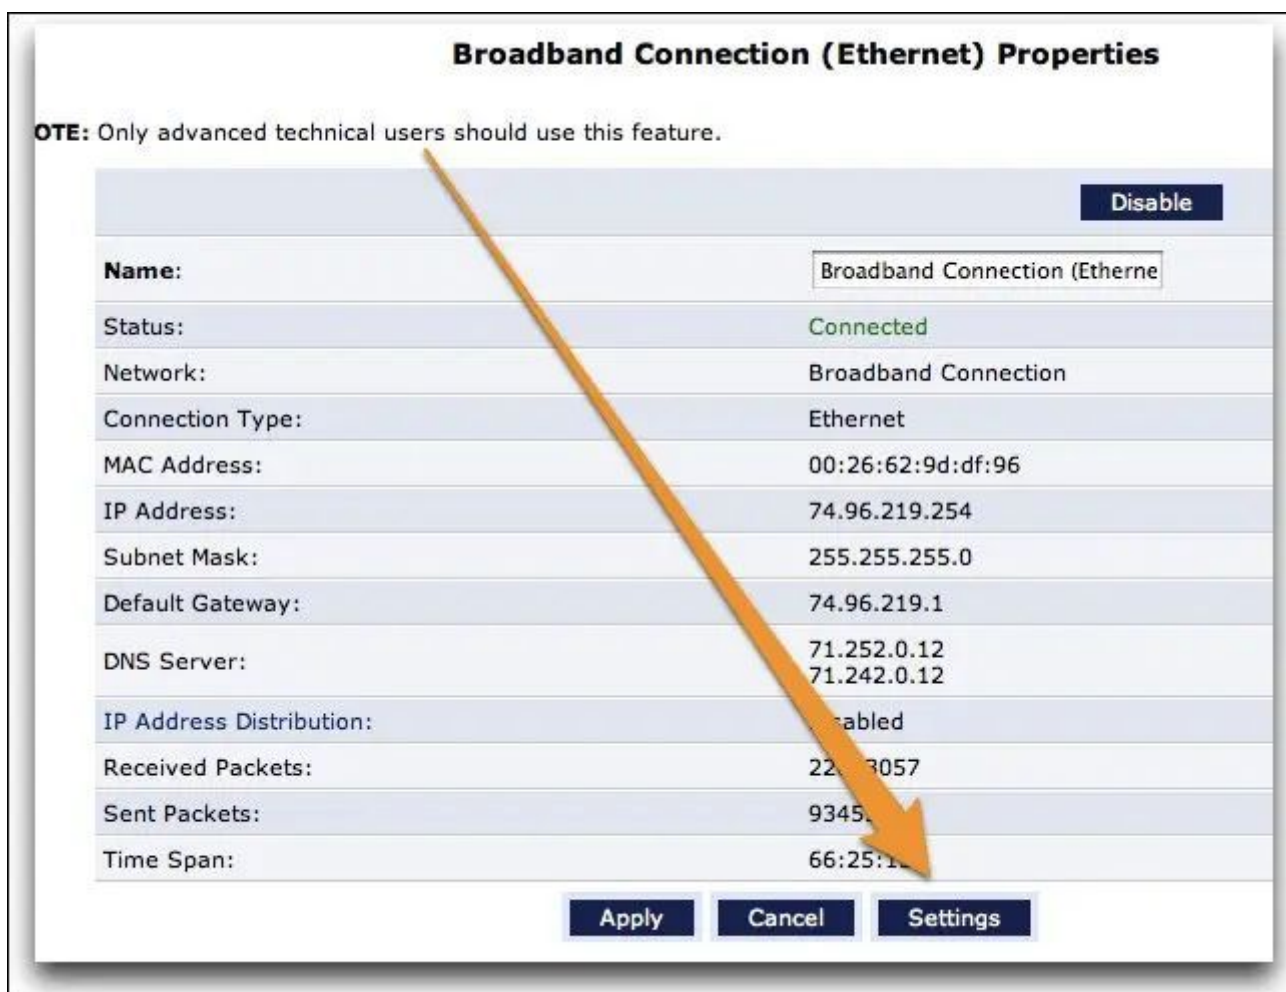 Broadband Connection (Ethernet) Properties
OTE: Only advanced technical users should use this feature.
Disable
Name: Broadband Connection (Etherne
Status: Connected
Network: Broadband Connection
Connection Type: Ethernet
MAC Address: 00:26:62:9d:df:96
IP Address: 74.96.219.254
Subnet Mask: 255.255.255.0
Default Gateway: 74.96.219.1
DNS Server: 71.252.0.12
71.242.0.12
IP Address Distribution:
Received Packets:
Sent Packets:
Time Span:
Apply Cancel Settings